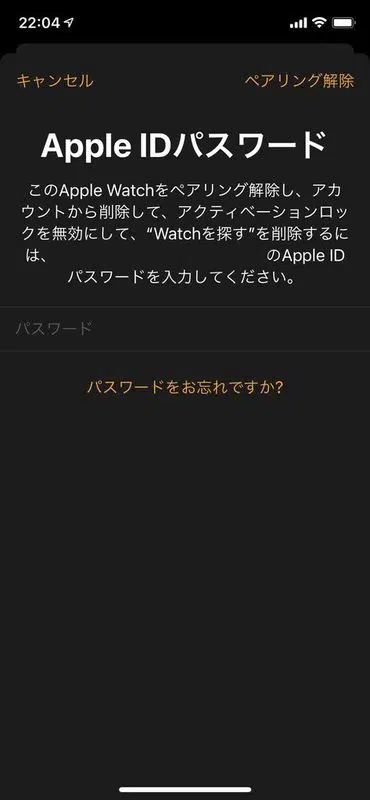 22:04
キャンセル ペアリング解除
Apple IDパスワード
このApple Watchをペアリング解除し、アカ
ウントから削除して、アクティベーションロッ
クを無効にして、“Watchを探す”を削除するに
は、 のApple ID
パスワードを入力してください。
パスワード
パスワードをお忘れですか?